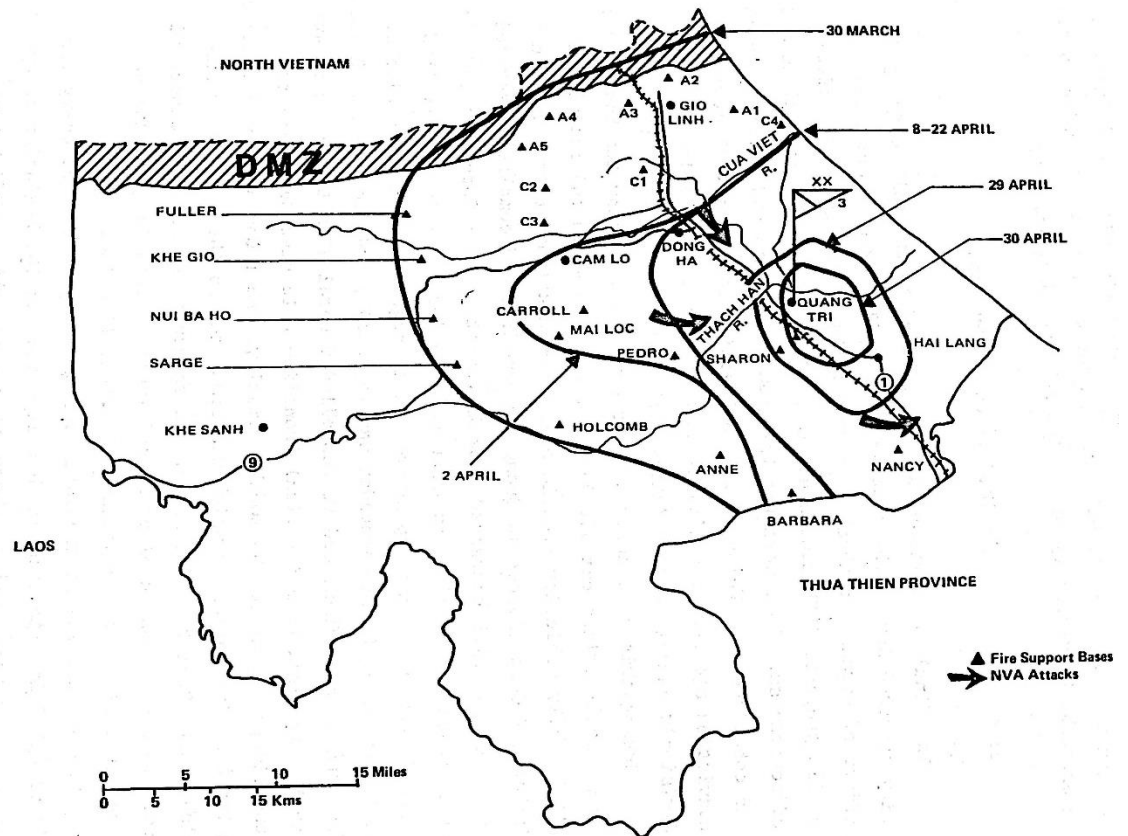 30 MARCH
NORTH VIETNAM
A2
GIO
LINH
A3
A1
C4
A4
8–22 APRIL
A5
CUA VIET
R.
DMZ
C1
C2
XX
3
29 APRIL
FULLER
C3
30 APRIL
DONG
HA
KHE GIO
CAM LO
THACH HAN
R.
QUANG
TRI
CARROLL
NUI BA HO
MAI LOC
HAI LANG
PEDRO
SHARON
SARGE
1
KHE SANH
HOLCOMB
9
2 APRIL
ANNE
NANCY
BARBARA
LAOS
THUA THIEN PROVINCE
Fire Support Bases
NVA Attacks
0 5 10 15 Miles
0 5 10 15 Kms